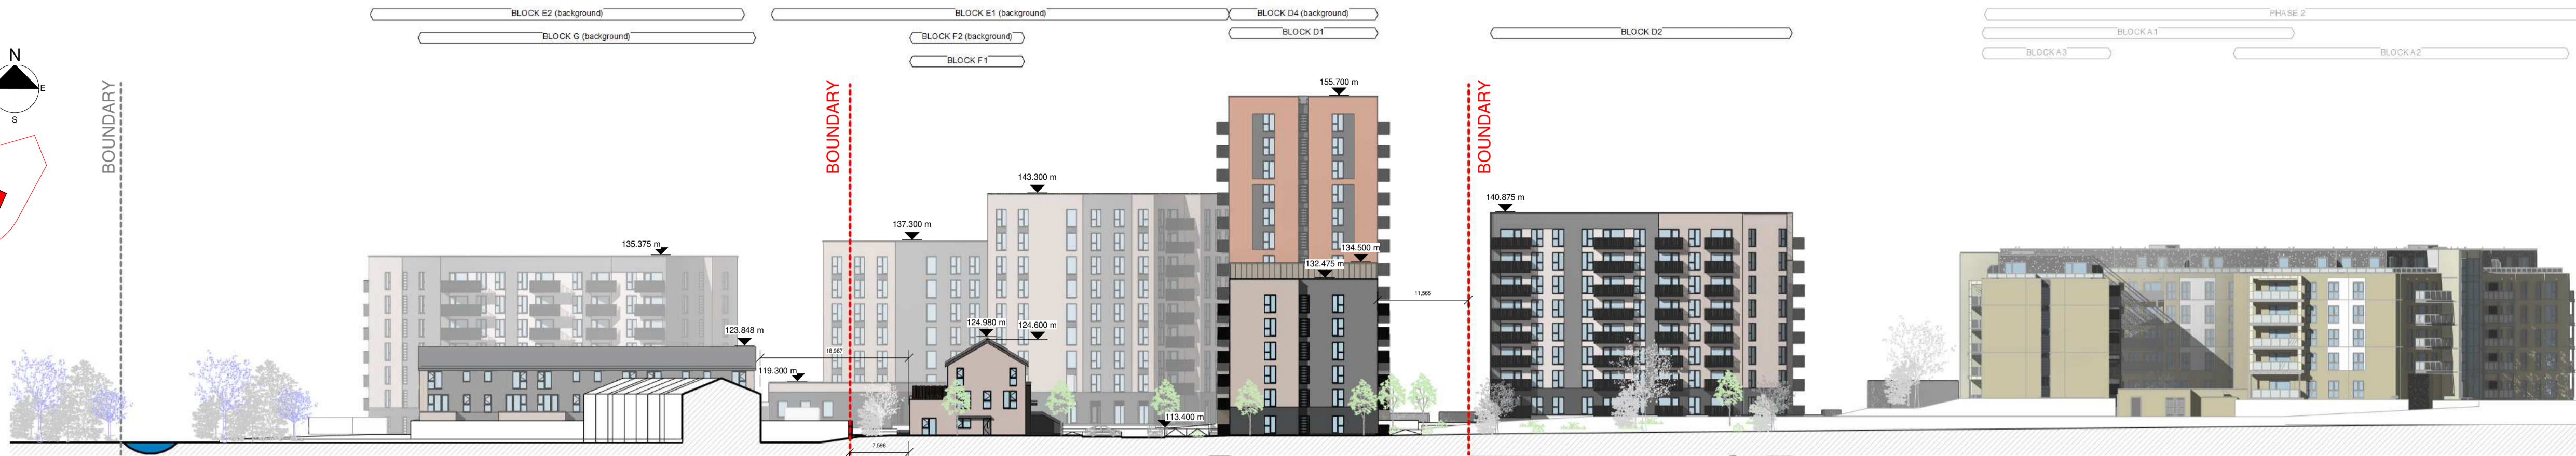 BLOCK E2 (background)
BLOCK E1 (background)
BLOCK D4 (background)
PHASE 2
BLOCK G (background)
BLOCK F2 (background)
BLOCK D1
BLOCK D2
BLOCK A1
BLOCK F1
BLOCK A3
BLOCK A2
N
E
S
BOUNDARY
BOUNDARY
BOUNDARY
155.700 m
143.300 m
140.875 m
137.300 m
135.375 m
134.500 m
132.475 m
11,565
124.980 m
124.600 m
123.848 m
18,967
119.300 m
113.400 m
7,598